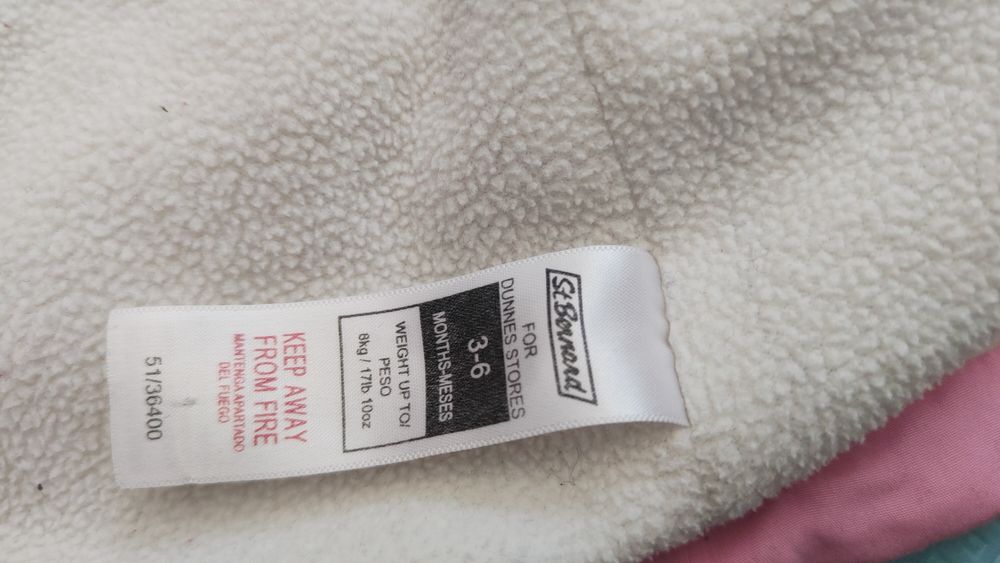 St Bernard
FOR
DUNNES STORES
3-6
MONTHS-MESES
WEIGHT UP TO/
PESO
8kg / 17lb 10oz
KEEP AWAY
FROM FIRE
MANTENGA APARTADO
DEL FUEGO
51/36400